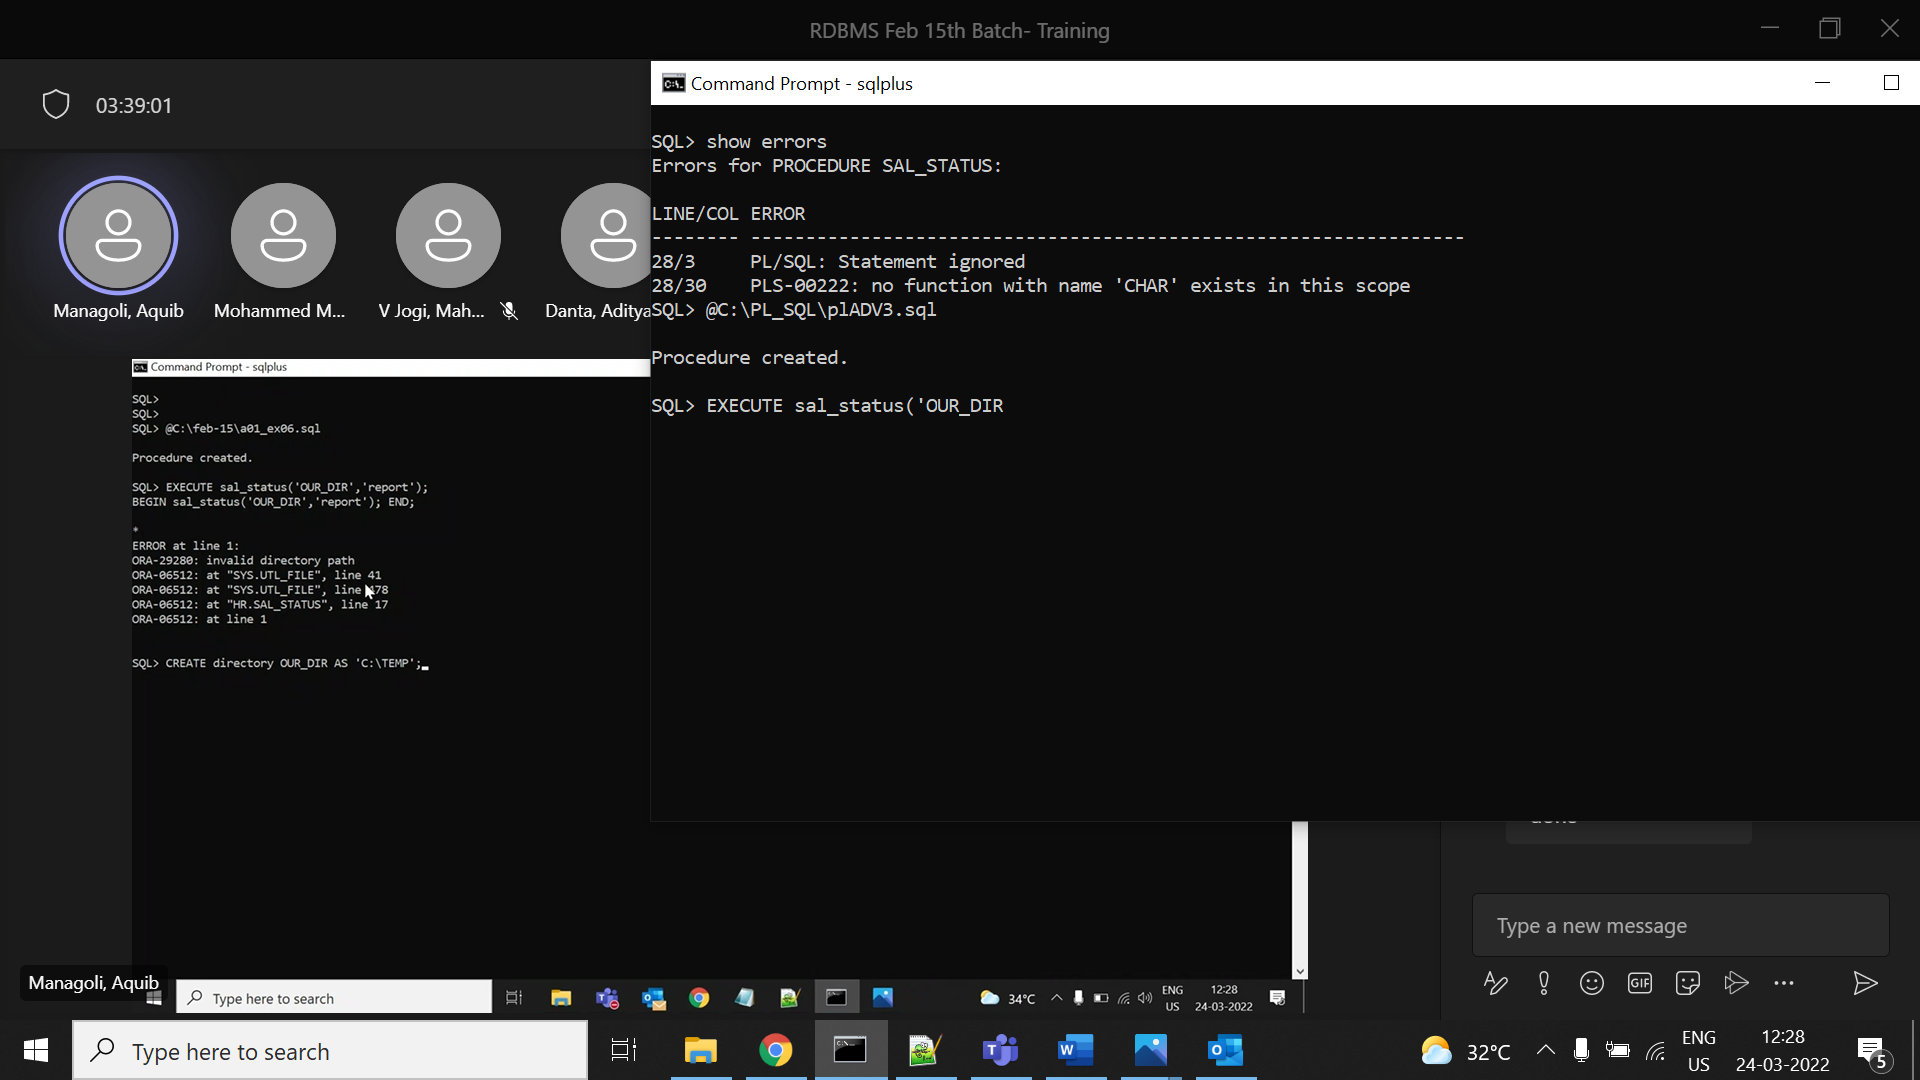 RDBMS Feb 15th Batch- Training
03:39:01
Managoli, Aquib
Mohammed M...
V Jogi, Mah...
Danta, Aditya
Command Prompt - sqlplus
SQL>
SQL>
SQL> @C:\feb-15\a01_ex06.sql
Procedure created.
SQL> EXECUTE sal_status('OUR_DIR','report');
BEGIN sal_status('OUR_DIR','report'); END;
*
ERROR at line 1:
ORA-29280: invalid directory path
ORA-06512: at "SYS.UTL_FILE", line 41
ORA-06512: at "SYS.UTL_FILE", line 78
ORA-06512: at "HR.SAL_STATUS", line 17
ORA-06512: at line 1
SQL> CREATE directory OUR_DIR AS 'C:\TEMP';
Command Prompt - sqlplus
SQL> show errors
Errors for PROCEDURE SAL_STATUS:
LINE/COL ERROR
-------- -----------------------------------------------------------------
28/3 PL/SQL: Statement ignored
28/30 PLS-00222: no function with name 'CHAR' exists in this scope
SQL> @C:\PL_SQL\plADV3.sql
Procedure created.
SQL> EXECUTE sal_status('OUR_DIR
Type a new message
GIF
Managoli, Aquib
Type here to search
34°C
ENG
US
12:28
24-03-2022
Type here to search
32°C
ENG
US
12:28
24-03-2022
5